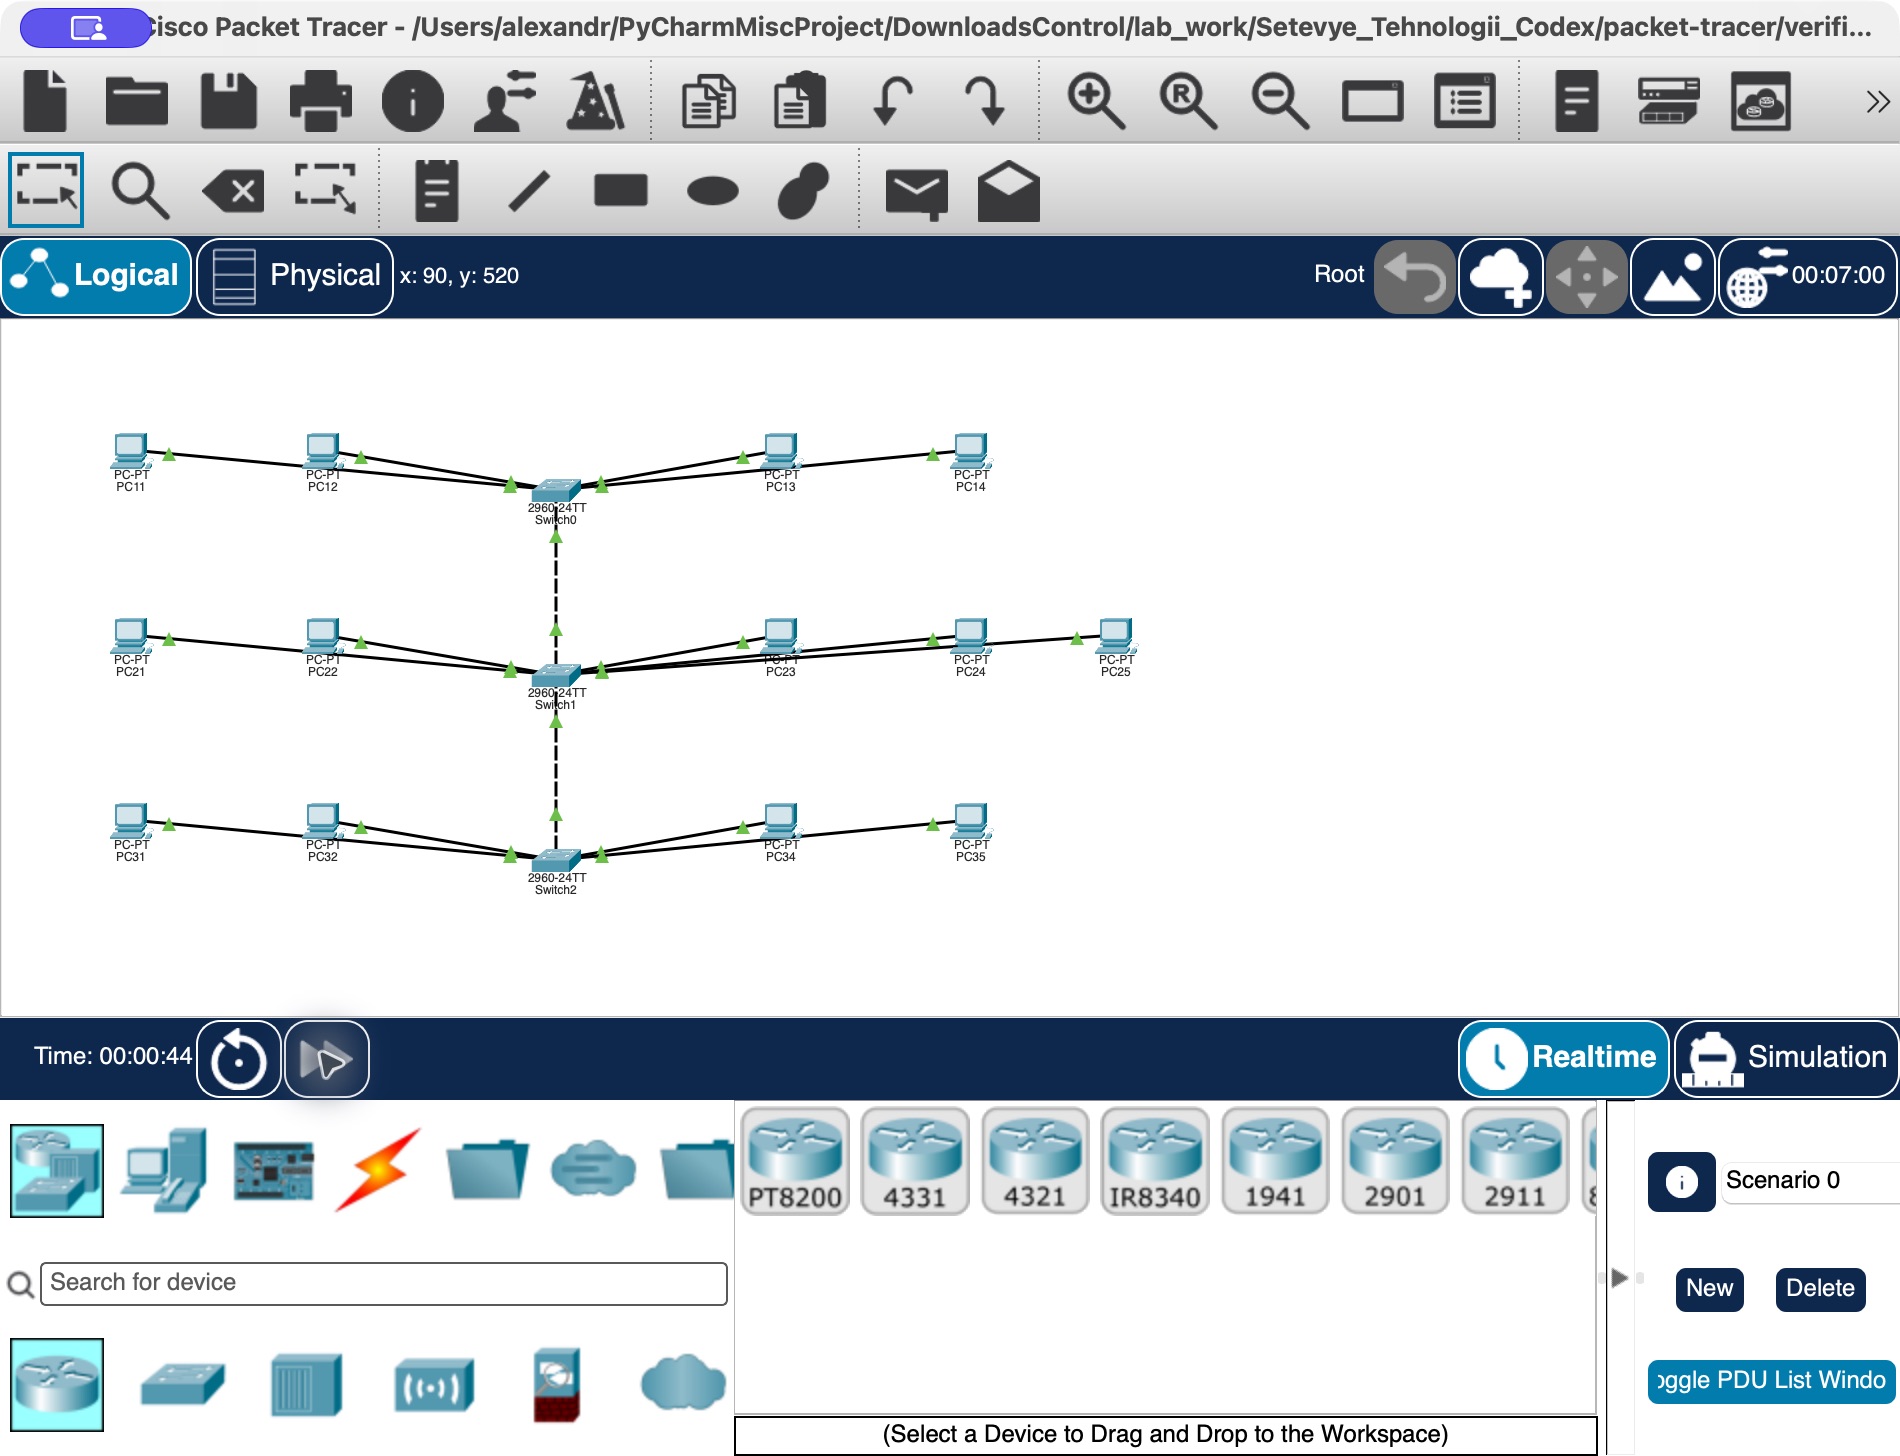 Cisco Packet Tracer - /Users/alexandr/PyCharmMiscProject/DownloadsControl/lab_work/Setevye_Tehnologii_Codex/packet-tracer/verifi...
Logical
Physical
x: 90, y: 520
Root
00:07:00
PC-PT
PC11
PC-PT
PC12
PC-PT
PC13
PC-PT
PC14
2960-24TT
Switch0
PC-PT
PC21
PC-PT
PC22
PC-PT
PC23
PC-PT
PC24
PC-PT
PC25
2960-24TT
Switch1
PC-PT
PC31
PC-PT
PC32
PC-PT
PC34
PC-PT
PC35
2960-24TT
Switch2
Time: 00:00:44
Realtime
Simulation
PT8200
4331
4321
IR8340
1941
2901
2911
Scenario 0
Search for device
New
Delete
oggle PDU List Windo
(Select a Device to Drag and Drop to the Workspace)